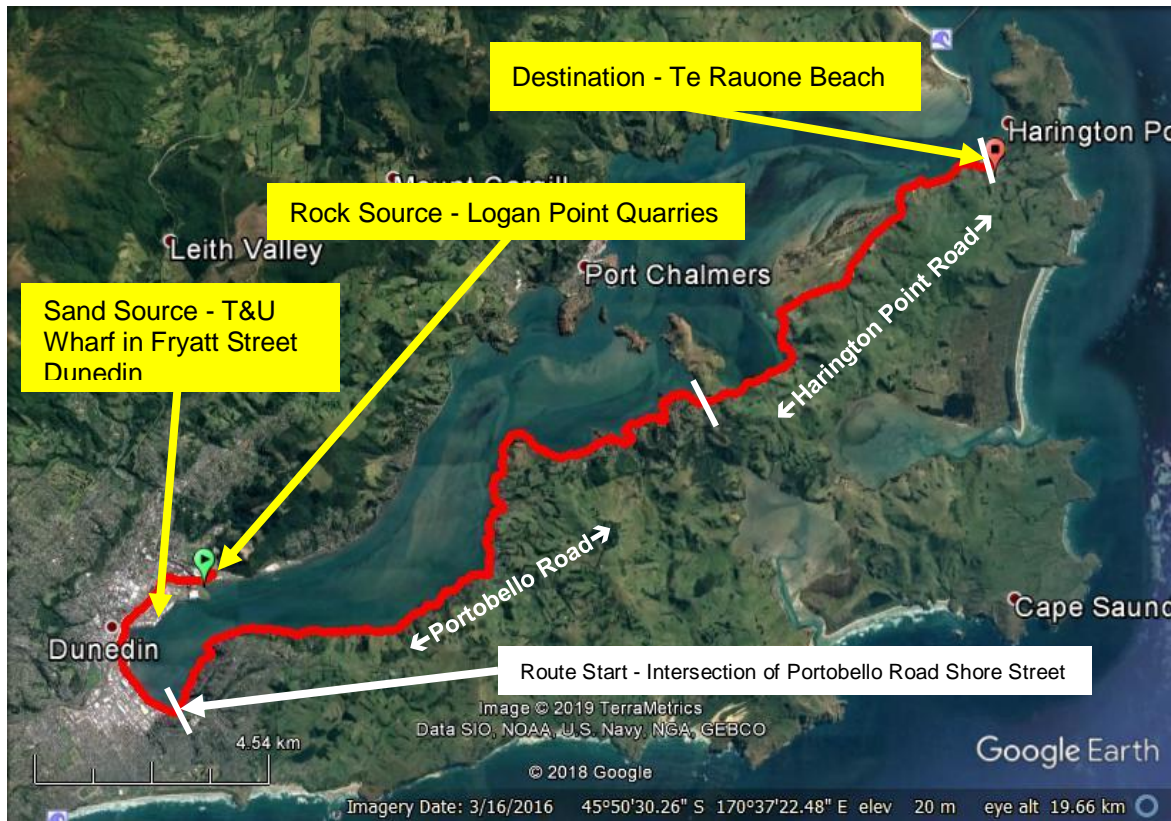 Destination - Te Rauone Beach
Harington Po
Mount Cargill
Rock Source - Logan Point Quarries
Leith Valley
Port Chalmers
←Harington Point Road→
Sand Source - T&U
Wharf in Fryatt Street
Dunedin
←Portobello Road→
Cape Saund
Dunedin
Route Start - Intersection of Portobello Road Shore Street
Image © 2019 TerraMetrics
Data SIO, NOAA, U.S. Navy, NGA, GEBCO
4.54 km
Google Earth
© 2018 Google
Imagery Date: 3/16/2016 45°50'30.26" S 170°37'22.48" E elev 20 m eye alt 19.66 km